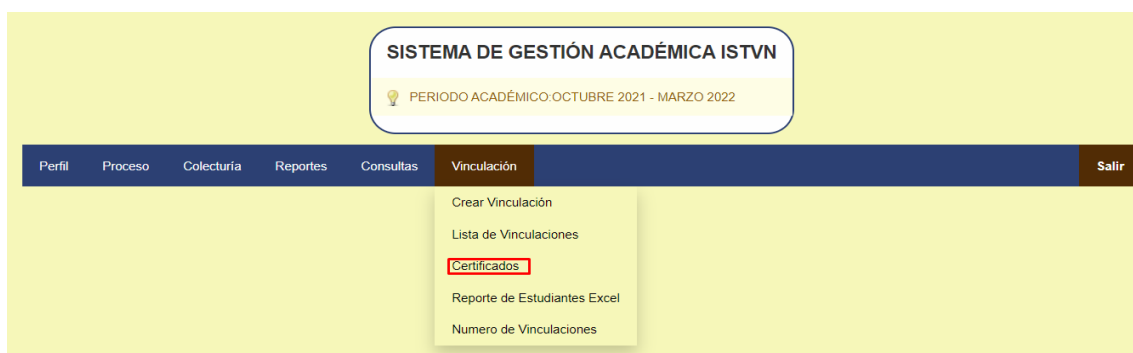 SISTEMA DE GESTIÓN ACADÉMICA ISTVN
PERIODO ACADÉMICO:OCTUBRE 2021 - MARZO 2022
Perfil Proceso Colecturía Reportes Consultas Vinculación Salir
Crear Vinculación
Lista de Vinculaciones
Certificados
Reporte de Estudiantes Excel
Numero de Vinculaciones